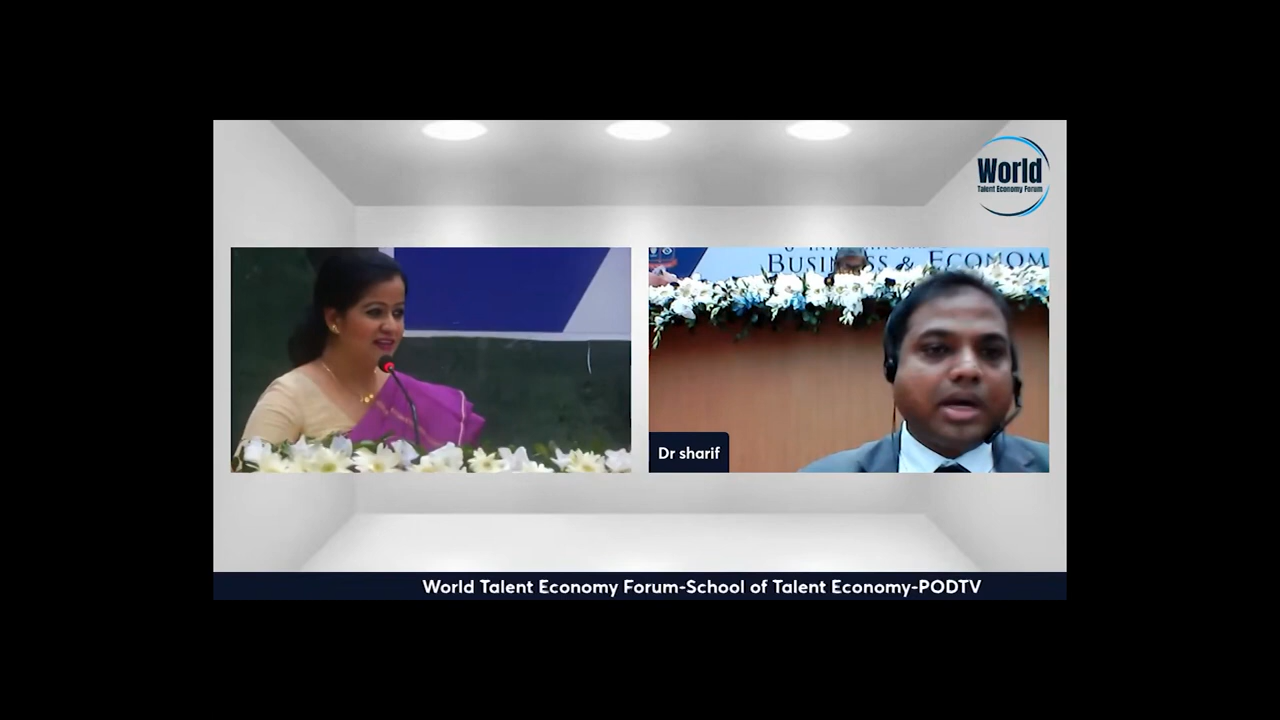 World
Talent Economy Forum
BUSINESS & ECONOM
Dr sharif
World Talent Economy Forum-School of Talent Economy-PODTV